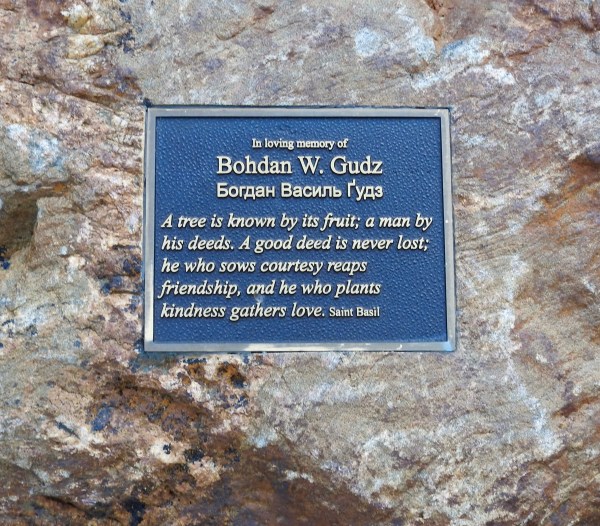 In loving memory of
Bohdan W. Gudz
Богдан Василь Ґудз
A tree is known by its fruit; a man by
his deeds. A good deed is never lost;
he who sows courtesy reaps
friendship, and he who plants
kindness gathers love. Saint Basil